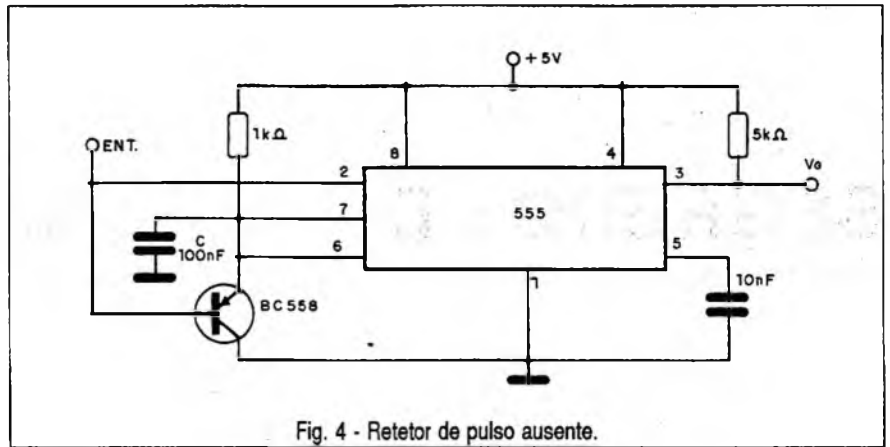 +5V
1kΩ
5kΩ
ENT.
8
4
2
3
Vo
7
555
6
5
C
100nF
1
10nF
BC558
Fig. 4 - Retetor de pulso ausente.